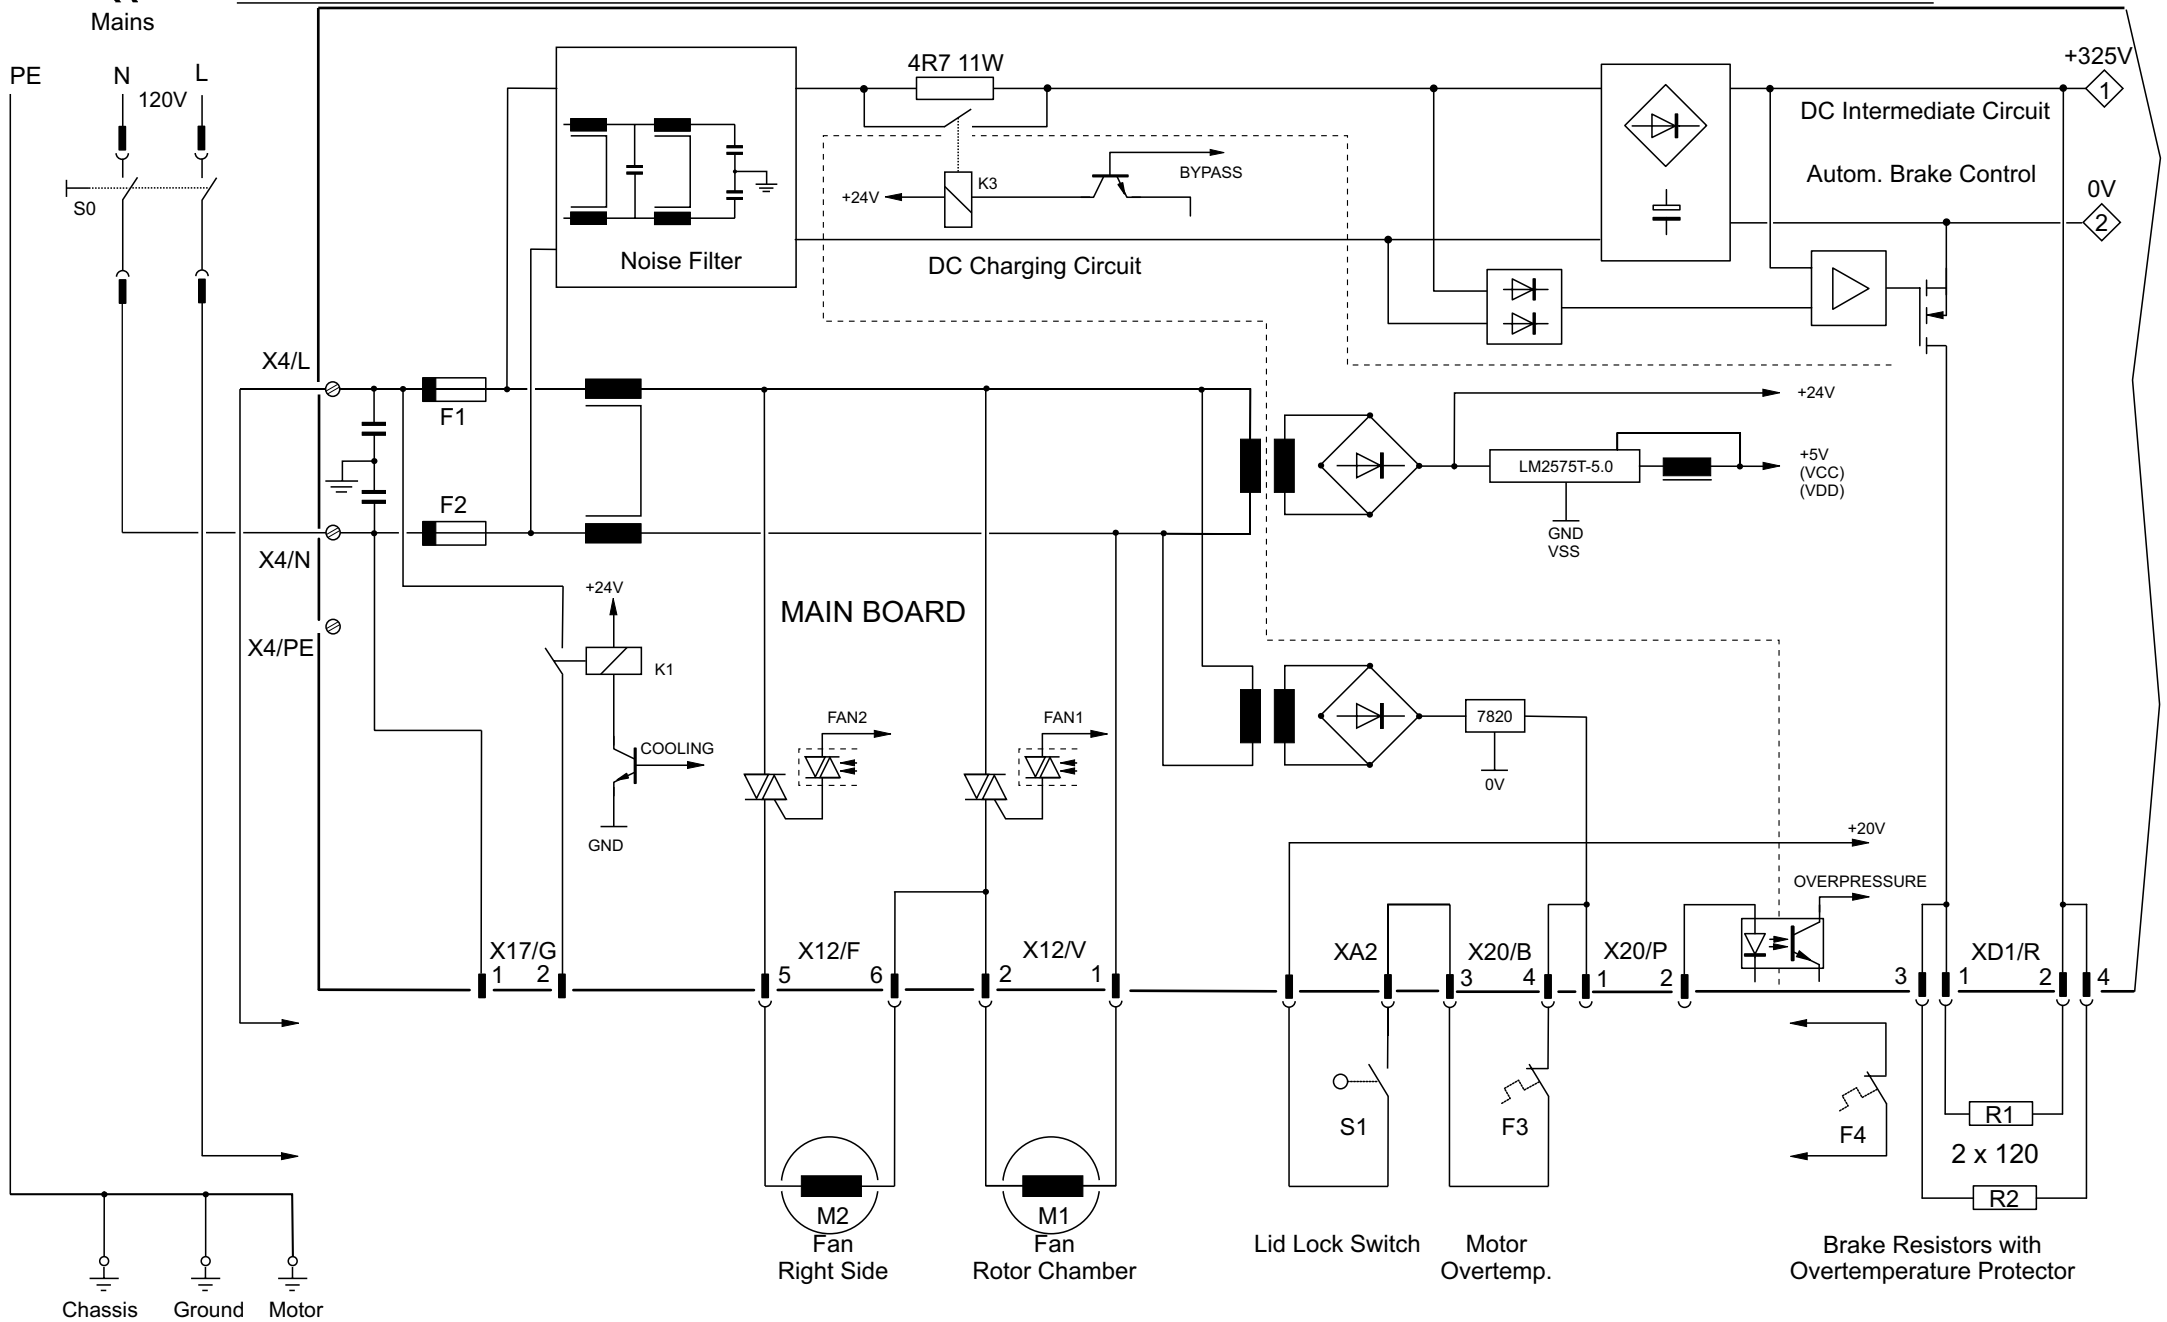 Mains
PE
N
L
120V
S0
4R7 11W
+325V
1
DC Intermediate Circuit
Autom. Brake Control
0V
2
BYPASS
K3
+24V
Noise Filter
DC Charging Circuit
X4/L
F1
F2
X4/N
X4/PE
+24V
LM2575T-5.0
+5V
(VCC)
(VDD)
GND
VSS
+24V
MAIN BOARD
K1
COOLING
GND
FAN2
FAN1
7820
0V
+20V
OVERPRESSURE
X17/G
1
2
X12/F
5
6
X12/V
2
1
XA2
X20/B
3
4
X20/P
1
2
XD1/R
3
1
2
4
S1
F3
F4
R1
2 x 120
R2
M2
Fan
Right Side
M1
Fan
Rotor Chamber
Lid Lock Switch
Motor
Overtemp.
Brake Resistors with
Overtemperature Protector
Chassis
Ground
Motor